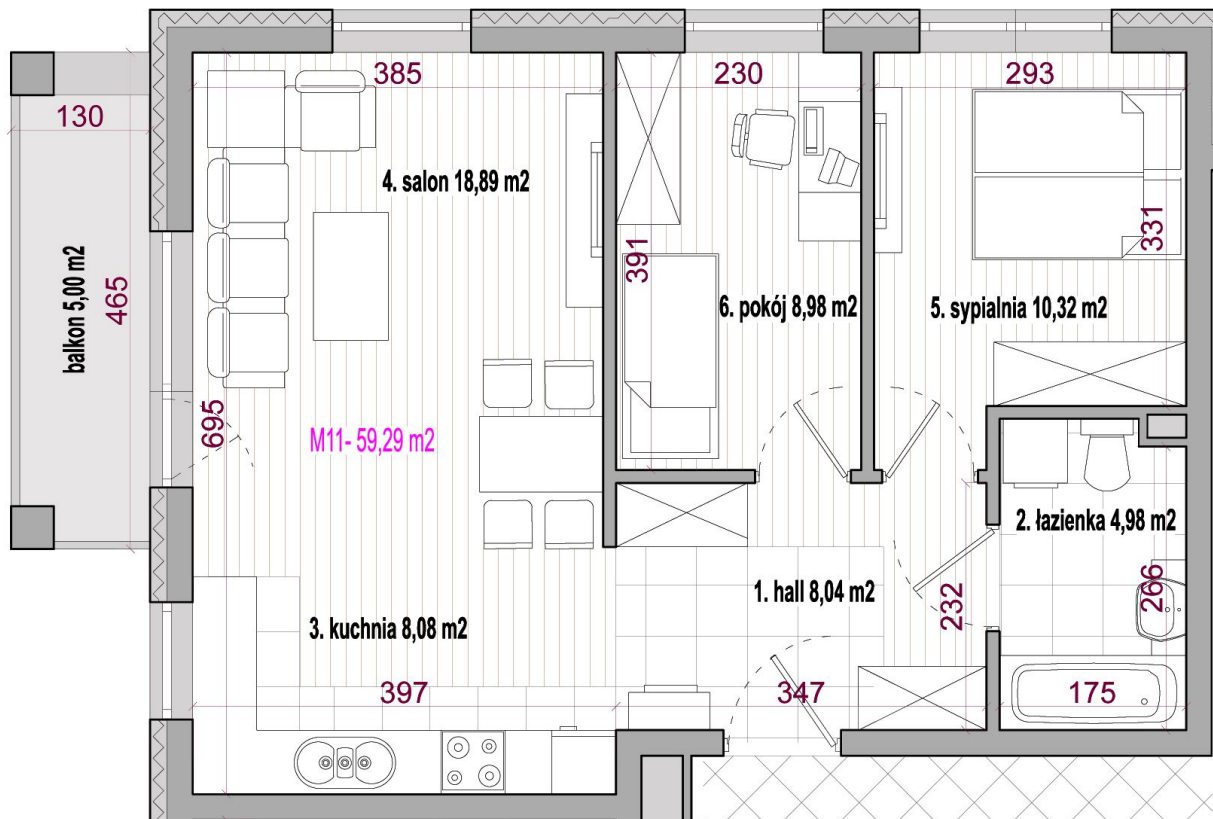 385
230
293
130
4. salon 18,89 m2
331
391
balkon 5,00 m2
465
6. pokój 8,98 m2
5. sypialnia 10,32 m2
695
M11- 59,29 m2
2. łazienka 4,98 m2
1. hall 8,04 m2
232
266
3. kuchnia 8,08 m2
397
347
175